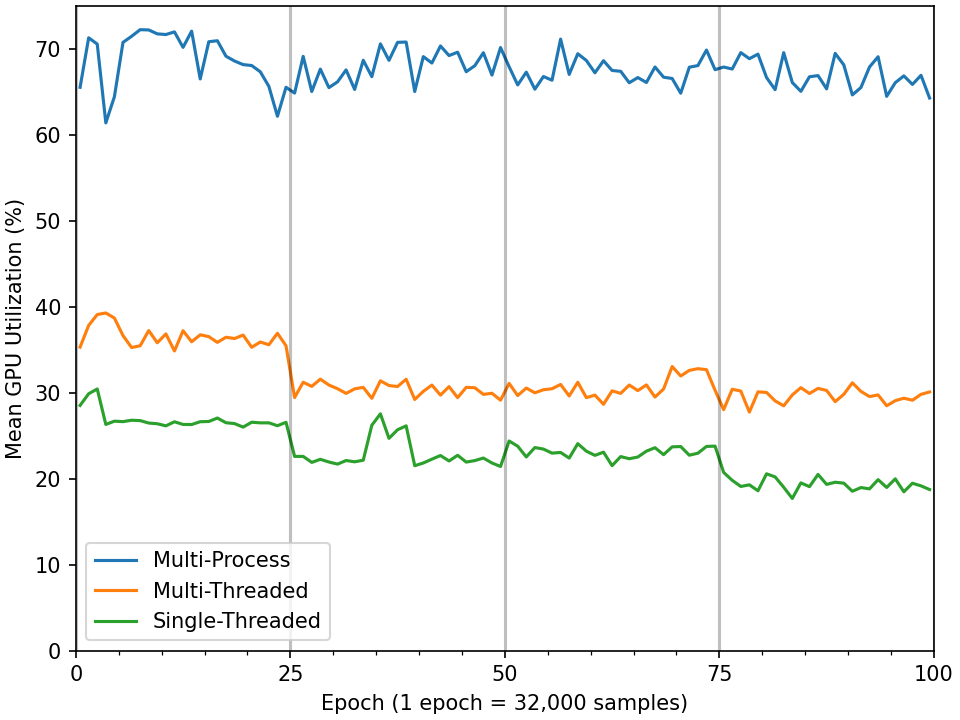 Mean GPU Utilization (%)
70
60
50
40
30
20
10
0
Multi-Process
Multi-Threaded
Single-Threaded
0 25 50 75 100
Epoch (1 epoch = 32,000 samples)